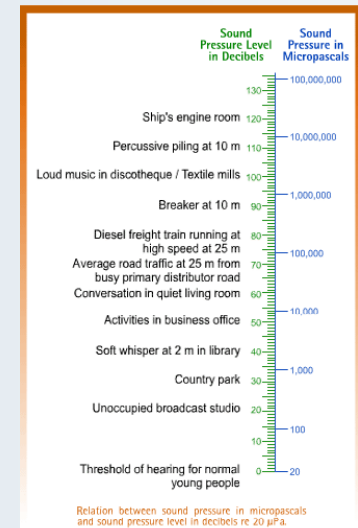 Sound
Pressure Level
in Decibels
Sound
Pressure in
Micropascals
100,000,000
130
Ship's engine room 120
10,000,000
Percussive piling at 10 m 110
Loud music in discotheque / Textile mills 100
1,000,000
Breaker at 10 m 90
Diesel freight train running at
high speed at 25 m 80
100,000
Average road traffic at 25 m from
busy primary distributor road 70
Conversation in quiet living room 60
10,000
Activities in business office 50
Soft whisper at 2 m in library 40
1,000
Country park 30
Unoccupied broadcast studio 20
100
10
Threshold of hearing for normal
young people 0 20
Relation between sound pressure in micropascals
and sound pressure level in decibels re 20 µPa.